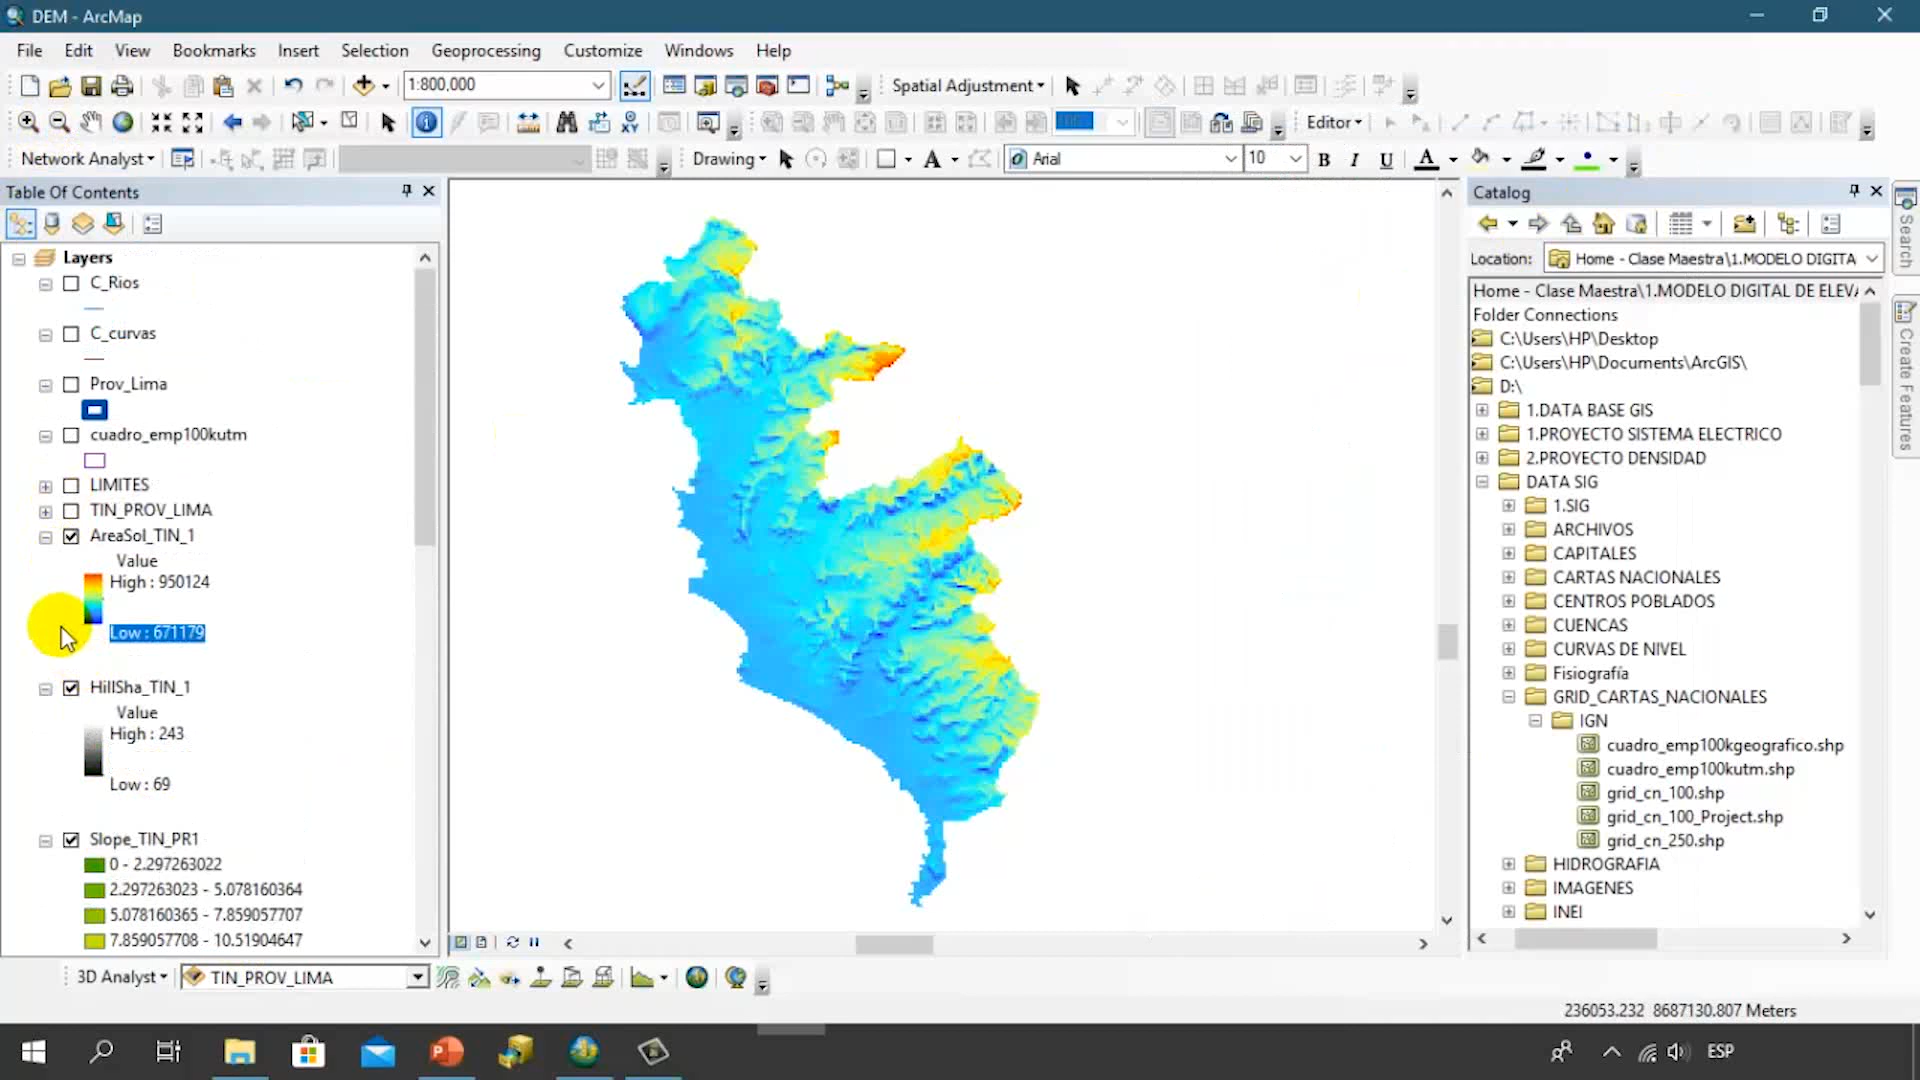 DEM - ArcMap
File Edit View Bookmarks Insert Selection Geoprocessing Customize Windows Help
1:800,000 Spatial Adjustment
Editor
Network Analyst Drawing A Arial 10 B I U A
Table Of Contents
Layers
C_Rios
C_curvas
Prov_Lima
cuadro_emp100kutm
LIMITES
TIN_PROV_LIMA
AreaSol_TIN_1
Value
High : 950124
Low : 671179
HillSha_TIN_1
Value
High : 243
Low : 69
Slope_TIN_PR1
0 - 2.297263022
2.297263023 - 5.078160364
5.078160365 - 7.859057707
7.859057708 - 10.51904647
Catalog
Location: Home - Clase Maestra\1.MODELO DIGITA
Home - Clase Maestra\1.MODELO DIGITAL DE ELEV
Folder Connections
C:\Users\HP\Desktop
C:\Users\HP\Documents\ArcGIS\
D:\
1.DATA BASE GIS
1.PROYECTO SISTEMA ELECTRICO
2.PROYECTO DENSIDAD
DATA SIG
1.SIG
ARCHIVOS
CAPITALES
CARTAS NACIONALES
CENTROS POBLADOS
CUENCAS
CURVAS DE NIVEL
Fisiografía
GRID_CARTAS_NACIONALES
IGN
cuadro_emp100kgeografico.shp
cuadro_emp100kutm.shp
grid_cn_100.shp
grid_cn_100_Project.shp
grid_cn_250.shp
HIDROGRAFIA
IMAGENES
INEI
Search
Create Features
3D Analyst TIN_PROV_LIMA
236053.232 8687130.807 Meters
ESP